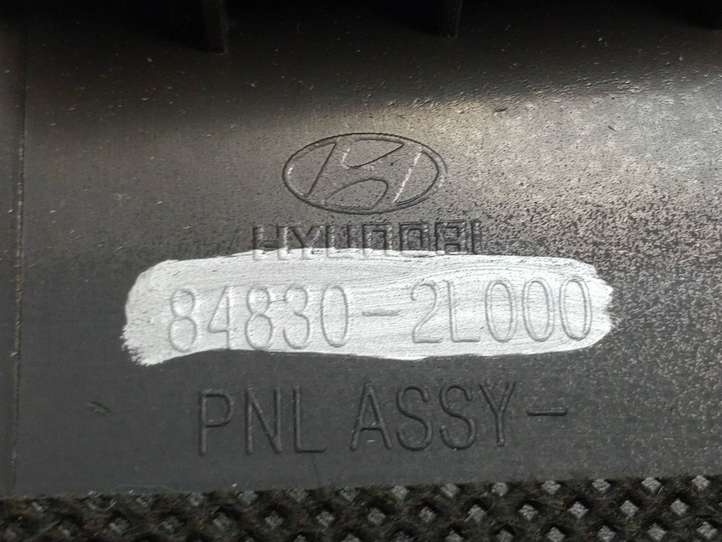 HYUNDAI
84830-2L000
PNL ASSY-